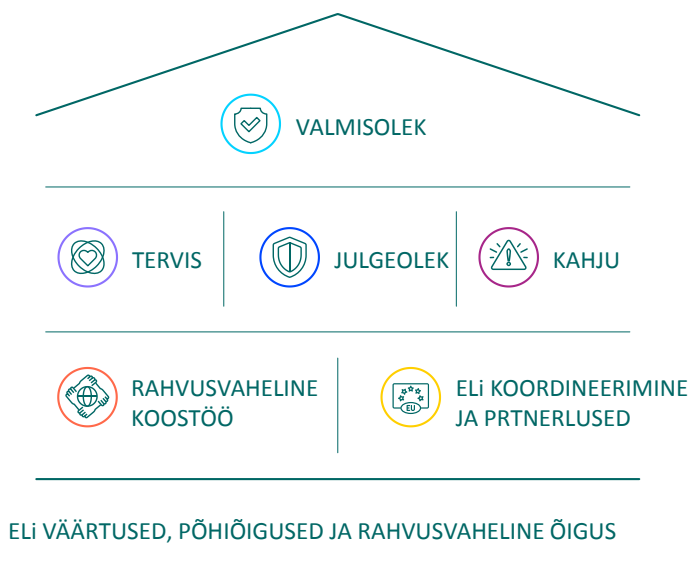 VALMISOLEK
TERVIS
JULGEOLEK
KAHJU
RAHVUSVAHELINE
KOOSTÖÖ
EU
ELi KOORDINEERIMINE
JA PRTNERLUSED
ELi VÄÄRTUSED, PÕHIÕIGUSED JA RAHVUSVAHELINE ÕIGUS